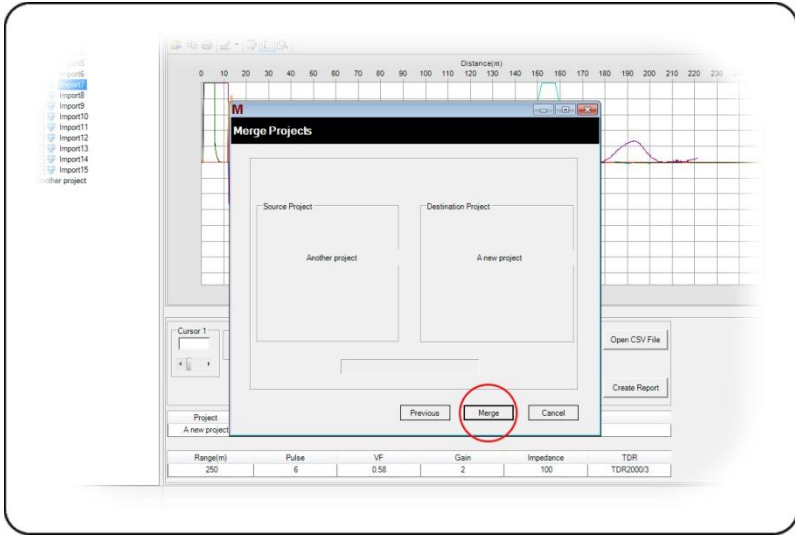 Distance(m)
0 10 20 30 40 50 60 70 80 90 100 110 120 130 140 150 160 170 180 190 200 210 220 230
Import7
Import8
Import9
Import10
Import11
Import12
Import13
Import14
Import15
Another project
M
Merge Projects
Source Project
Destination Project
Another project
A new project
Previous
Merge
Cancel
Cursor 1
Open CSV File
Create Report
Project
A new project
Range(m) Pulse VF Gain Impedance TDR
250 6 0.58 2 100 TDR2000/3